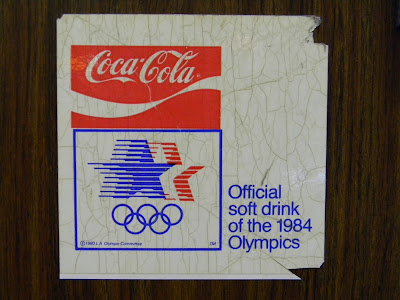 Coca-Cola
Official
soft drink
of the 1984
Olympics
© 1980 L.A. Olympic Committee
TM